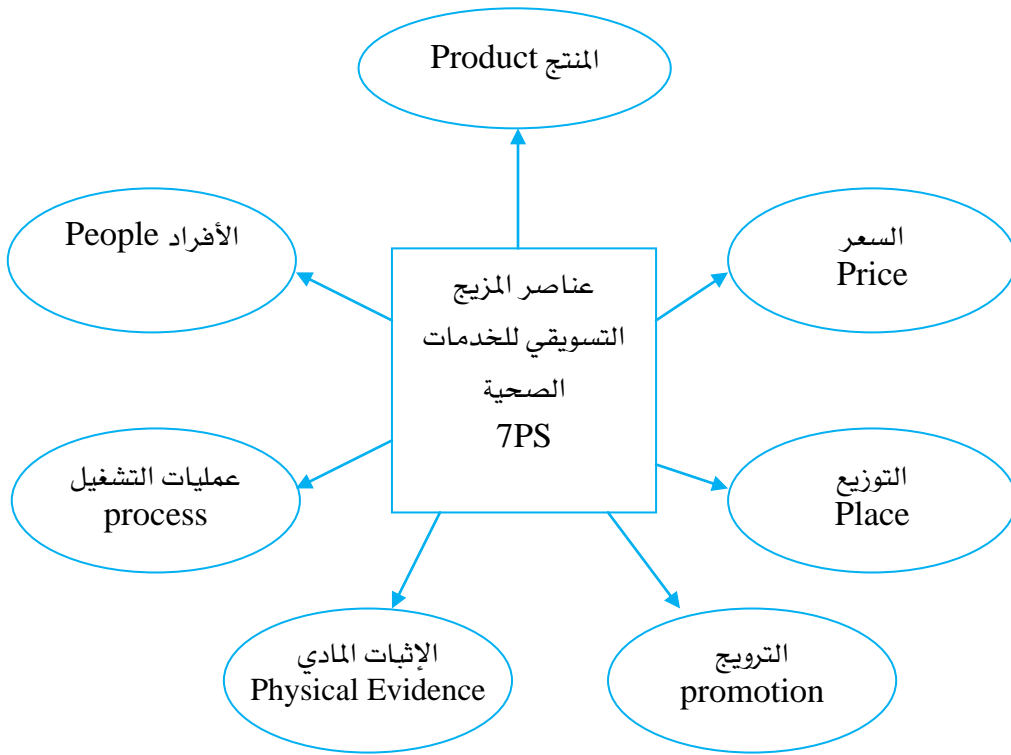 المنتج Product
الأفراد People
السعر
Price
عناصر المزيج
التسويقي للخدمات
الصحية
7PS
عمليات التشغيل
process
التوزيع
Place
الإثبات المادي
Physical Evidence
الترويج
promotion